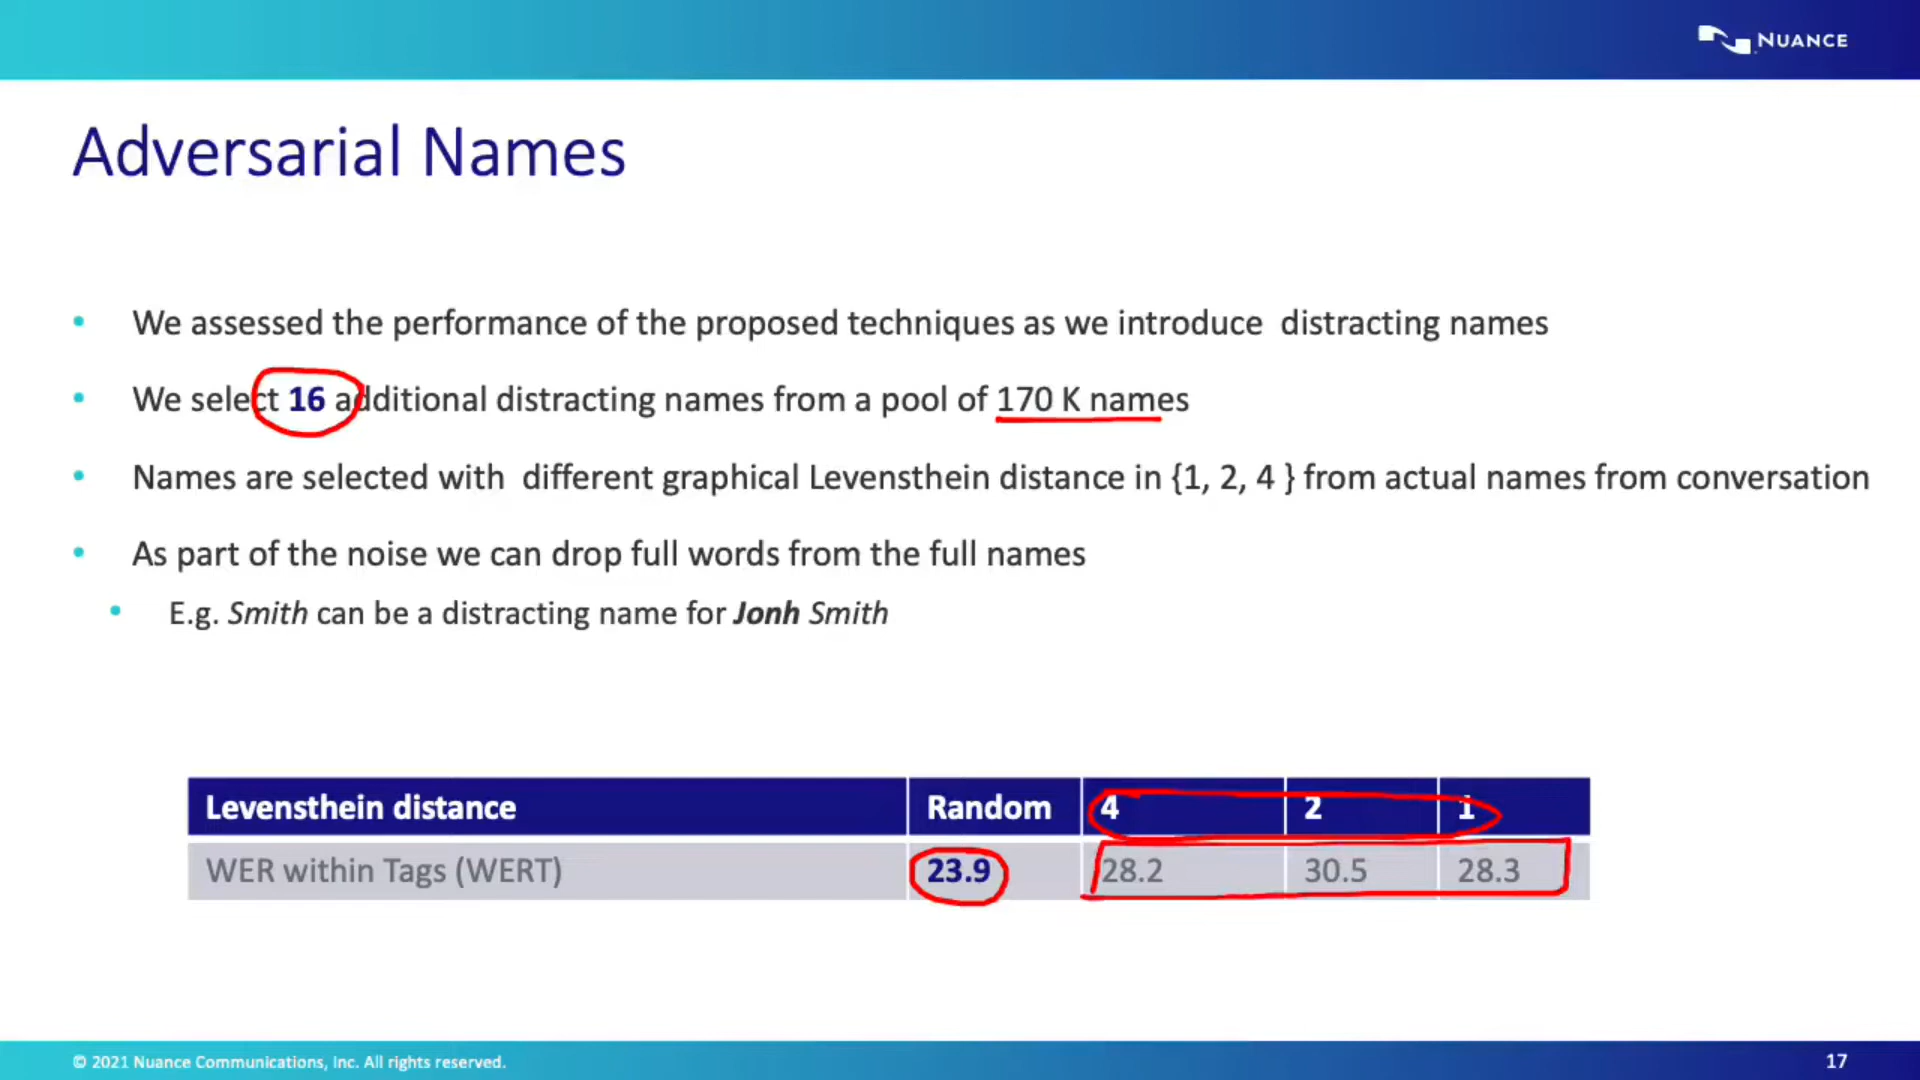 NUANCE
Adversarial Names
• We assessed the performance of the proposed techniques as we introduce distracting names
• We select 16 additional distracting names from a pool of 170 K names
• Names are selected with different graphical Levensthein distance in {1, 2, 4 } from actual names from conversation
• As part of the noise we can drop full words from the full names
• E.g. Smith can be a distracting name for Jonh Smith
Levensthein distance Random 4 2 1
WER within Tags (WERT) 23.9 28.2 30.5 28.3
© 2021 Nuance Communications, Inc. All rights reserved. 17